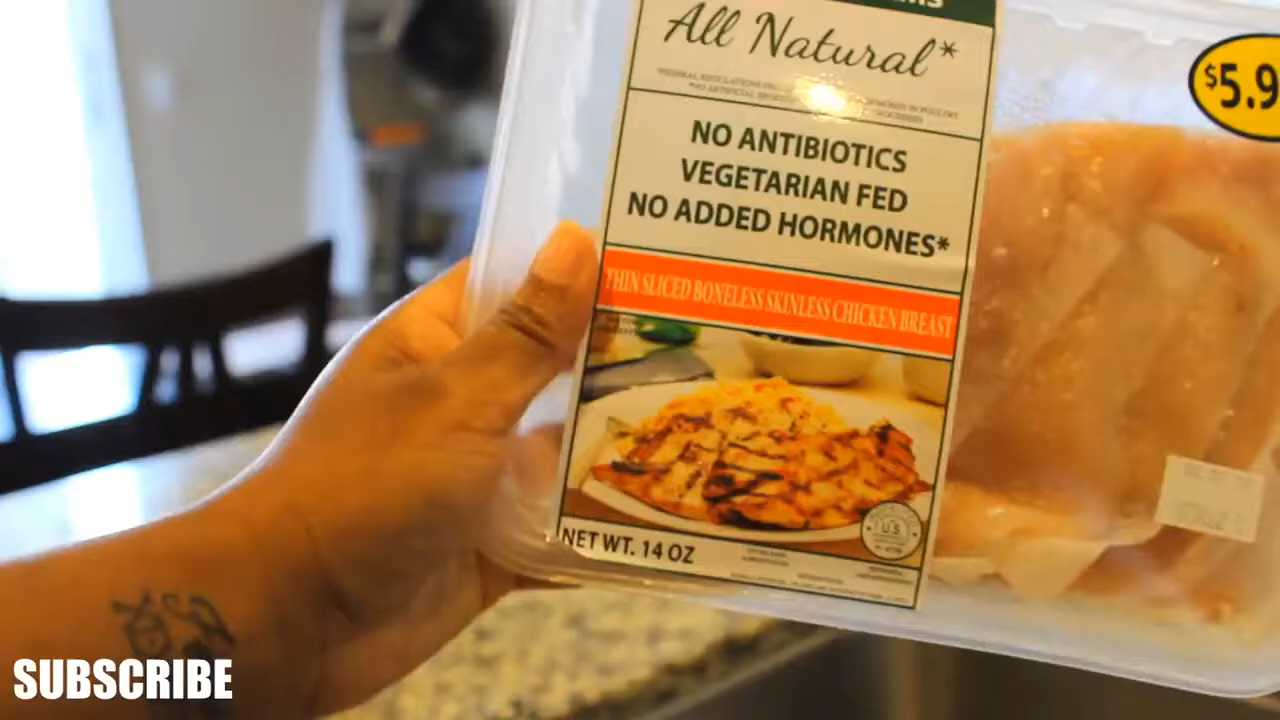 All Natural*
$5.9
NO ANTIBIOTICS
VEGETARIAN FED
NO ADDED HORMONES*
THIN SLICED BONELESS SKINLESS CHICKEN BREAST
U.S.
NET WT. 14 OZ
SUBSCRIBE